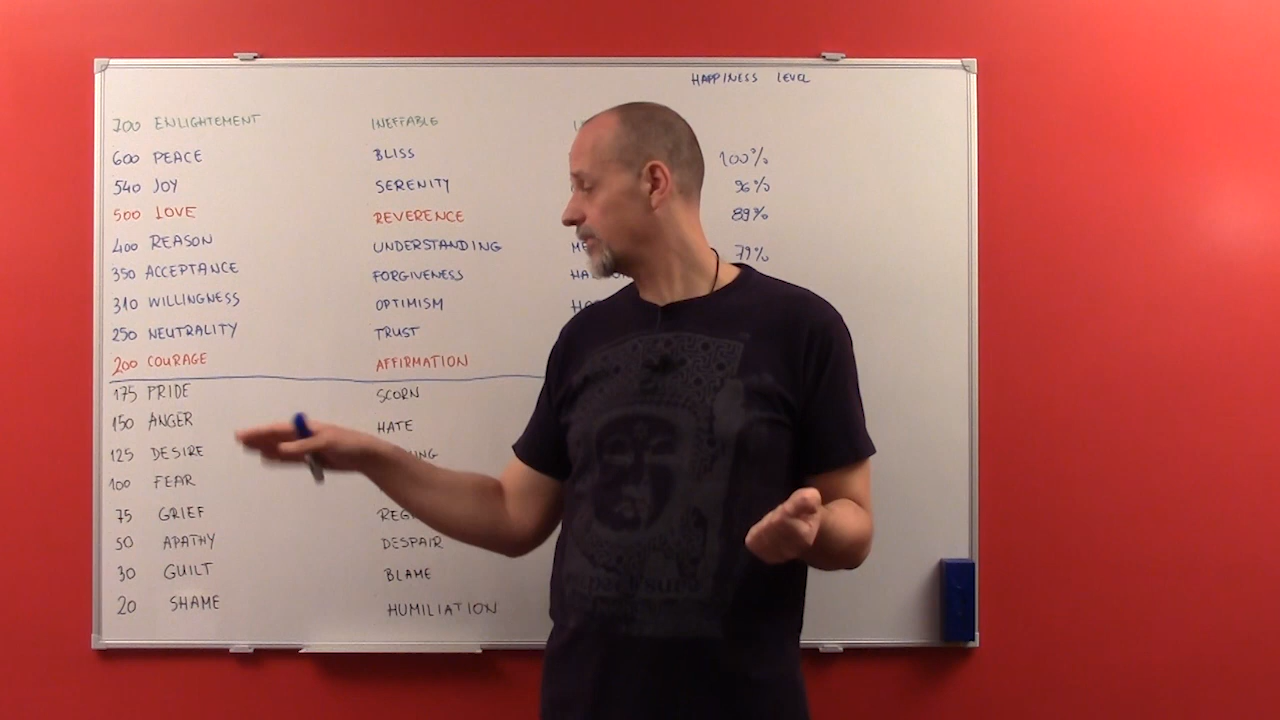 HAPPINESS LEVEL
700 ENLIGHTEMENT INEFFABLE
600 PEACE BLISS 100%
540 JOY SERENITY 96%
500 LOVE REVERENCE 89%
400 REASON UNDERSTANDING 79%
350 ACCEPTANCE FORGIVENESS
310 WILLINGNESS OPTIMISM
250 NEUTRALITY TRUST
200 COURAGE AFFIRMATION
175 PRIDE SCORN
150 ANGER HATE
125 DESIRE
100 FEAR
75 GRIEF
50 APATHY DESPAIR
30 GUILT BLAME
20 SHAME HUMILIATION